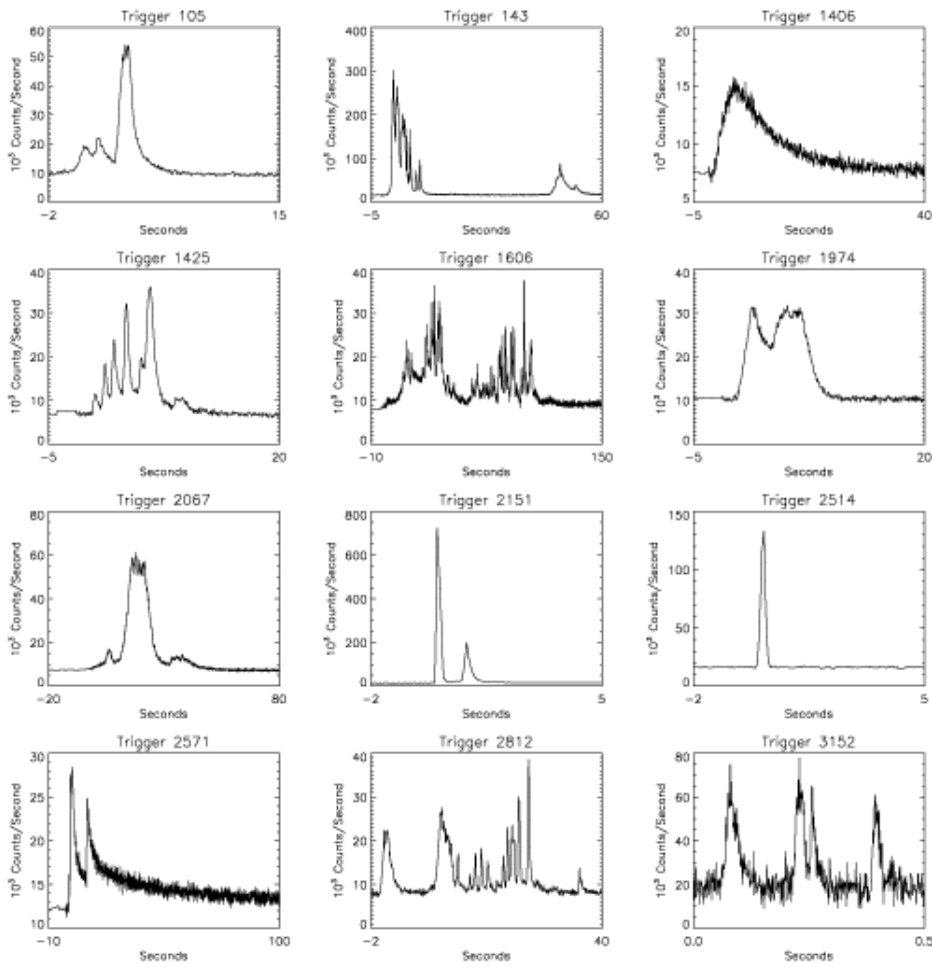 Trigger 105
10³ Counts/Second
60
50
40
30
20
10
0
-2
15
Seconds
Trigger 143
10³ Counts/Second
400
300
200
100
0
-5
60
Seconds
Trigger 1406
10³ Counts/Second
20
15
10
5
-5
40
Seconds
Trigger 1425
10³ Counts/Second
40
30
20
10
0
-5
20
Seconds
Trigger 1606
10³ Counts/Second
40
30
20
10
0
-10
150
Seconds
Trigger 1974
10³ Counts/Second
40
30
20
10
0
-5
20
Seconds
Trigger 2067
10³ Counts/Second
80
60
40
20
0
-20
80
Seconds
Trigger 2151
10³ Counts/Second
800
600
400
200
0
-2
5
Seconds
Trigger 2514
10³ Counts/Second
150
100
50
0
-2
5
Seconds
Trigger 2571
10³ Counts/Second
30
25
20
15
10
-10
100
Seconds
Trigger 2812
10³ Counts/Second
40
30
20
10
0
-2
40
Seconds
Trigger 3152
10³ Counts/Second
80
60
40
20
0
0.0
0.5
Seconds